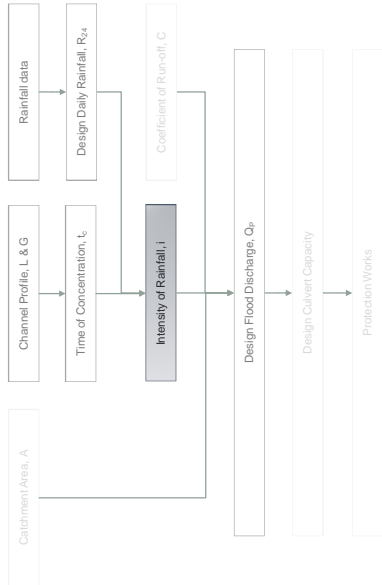 Rainfall data
Design Daily Rainfall, R24
Coefficient of Run-off, C
Channel Profile, L & G
Time of Concentration, tc
Intensity of Rainfall, i
Catchment Area, A
Design Flood Discharge, QP
Design Culvert Capacity
Protection Works